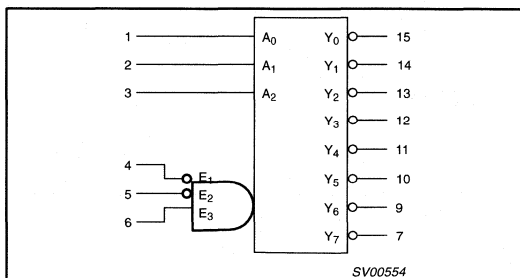 1 A₀ Y₀ 15
2 A₁ Y₁ 14
3 A₂ Y₂ 13
Y₃ 12
Y₄ 11
4 E₁
Y₅ 10
5 E₂
6 E₃
Y₆ 9
Y₇ 7
SV00554